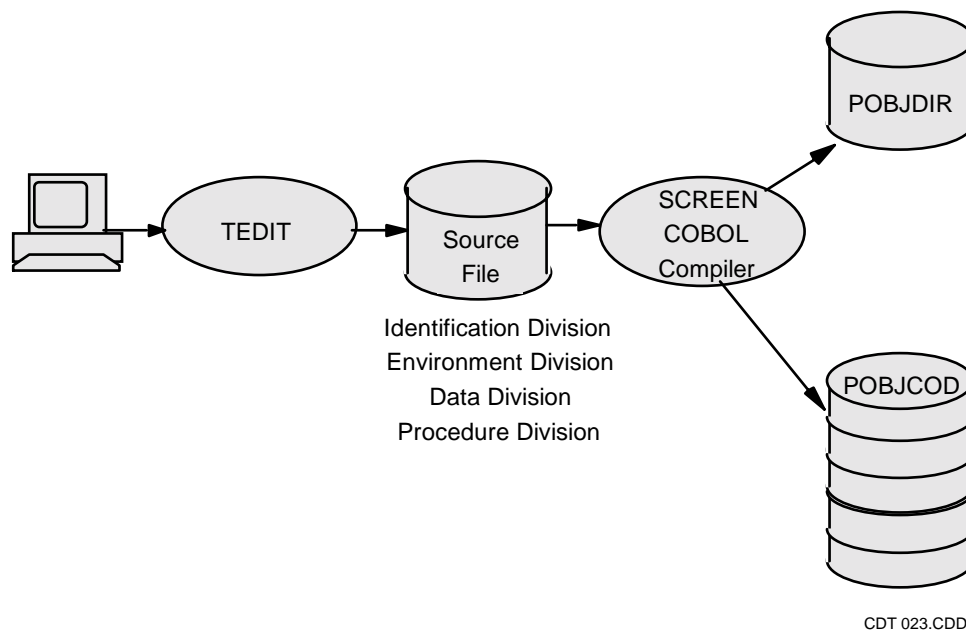 POBJDIR
TEDIT
Source
File
SCREEN
COBOL
Compiler
Identification Division
Environment Division
Data Division
Procedure Division
POBJCOD
CDT 023.CDD